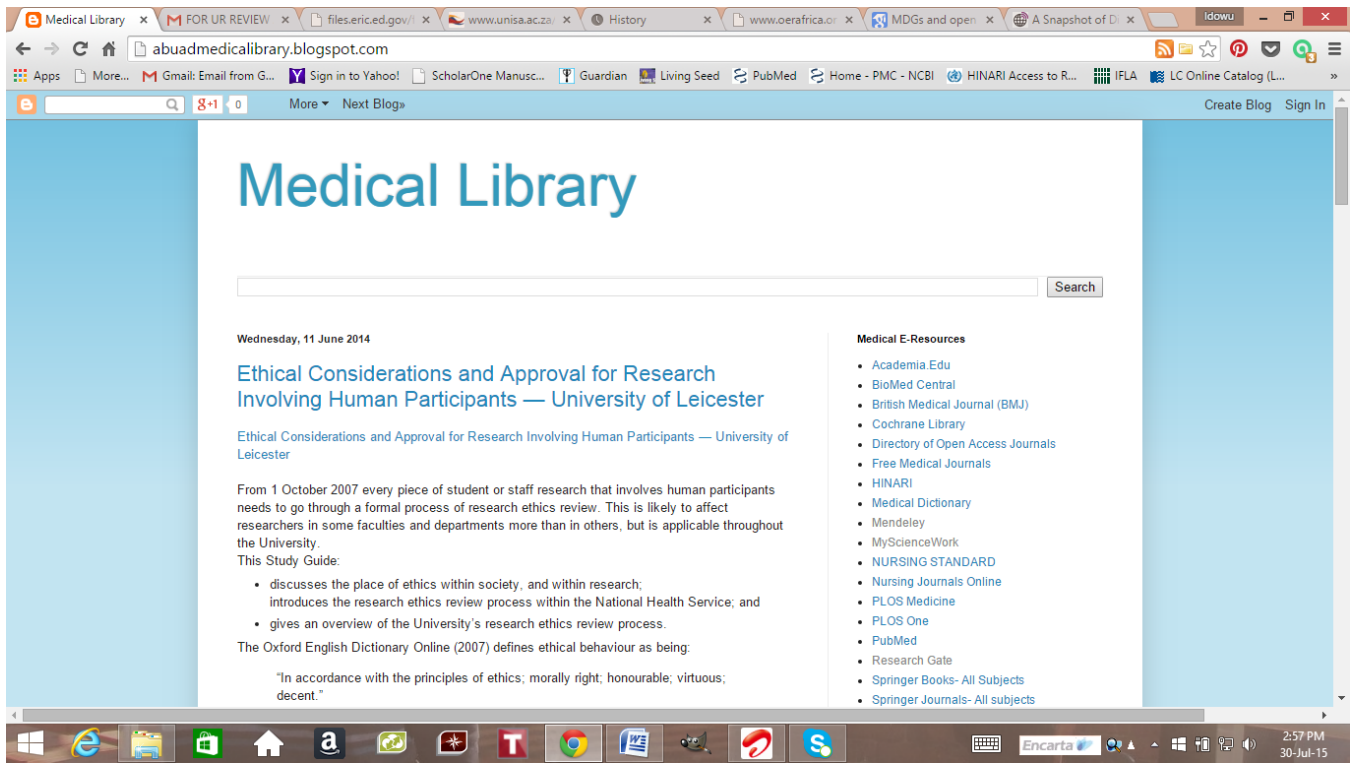 Medical Library
FOR UR REVIEW
files.eric.ed.gov/
www.unisa.ac.za/
History
www.oerafrica.or
MDGs and open
A Snapshot of Di
Idowu
abuadmedicalibrary.blogspot.com
Apps More... Gmail: Email from G... Sign in to Yahoo! ScholarOne Manusc... Guardian Living Seed PubMed Home - PMC - NCBI HINARI Access to R... IFLA LC Online Catalog (L... »
g+1 0 More Next Blog» Create Blog Sign In
Medical Library
Search
Wednesday, 11 June 2014
Ethical Considerations and Approval for Research
Involving Human Participants — University of Leicester
Ethical Considerations and Approval for Research Involving Human Participants — University of
Leicester
From 1 October 2007 every piece of student or staff research that involves human participants
needs to go through a formal process of research ethics review. This is likely to affect
researchers in some faculties and departments more than in others, but is applicable throughout
the University.
This Study Guide:
• discusses the place of ethics within society, and within research;
introduces the research ethics review process within the National Health Service; and
• gives an overview of the University's research ethics review process.
The Oxford English Dictionary Online (2007) defines ethical behaviour as being:
“In accordance with the principles of ethics; morally right; honourable; virtuous;
decent.”
Medical E-Resources
• Academia.Edu
• BioMed Central
• British Medical Journal (BMJ)
• Cochrane Library
• Directory of Open Access Journals
• Free Medical Journals
• HINARI
• Medical Dictionary
• Mendeley
• MyScienceWork
• NURSING STANDARD
• Nursing Journals Online
• PLOS Medicine
• PLOS One
• PubMed
• Research Gate
• Springer Books- All Subjects
• Springer Journals- All subjects
Encarta
2:57 PM
30-Jul-15